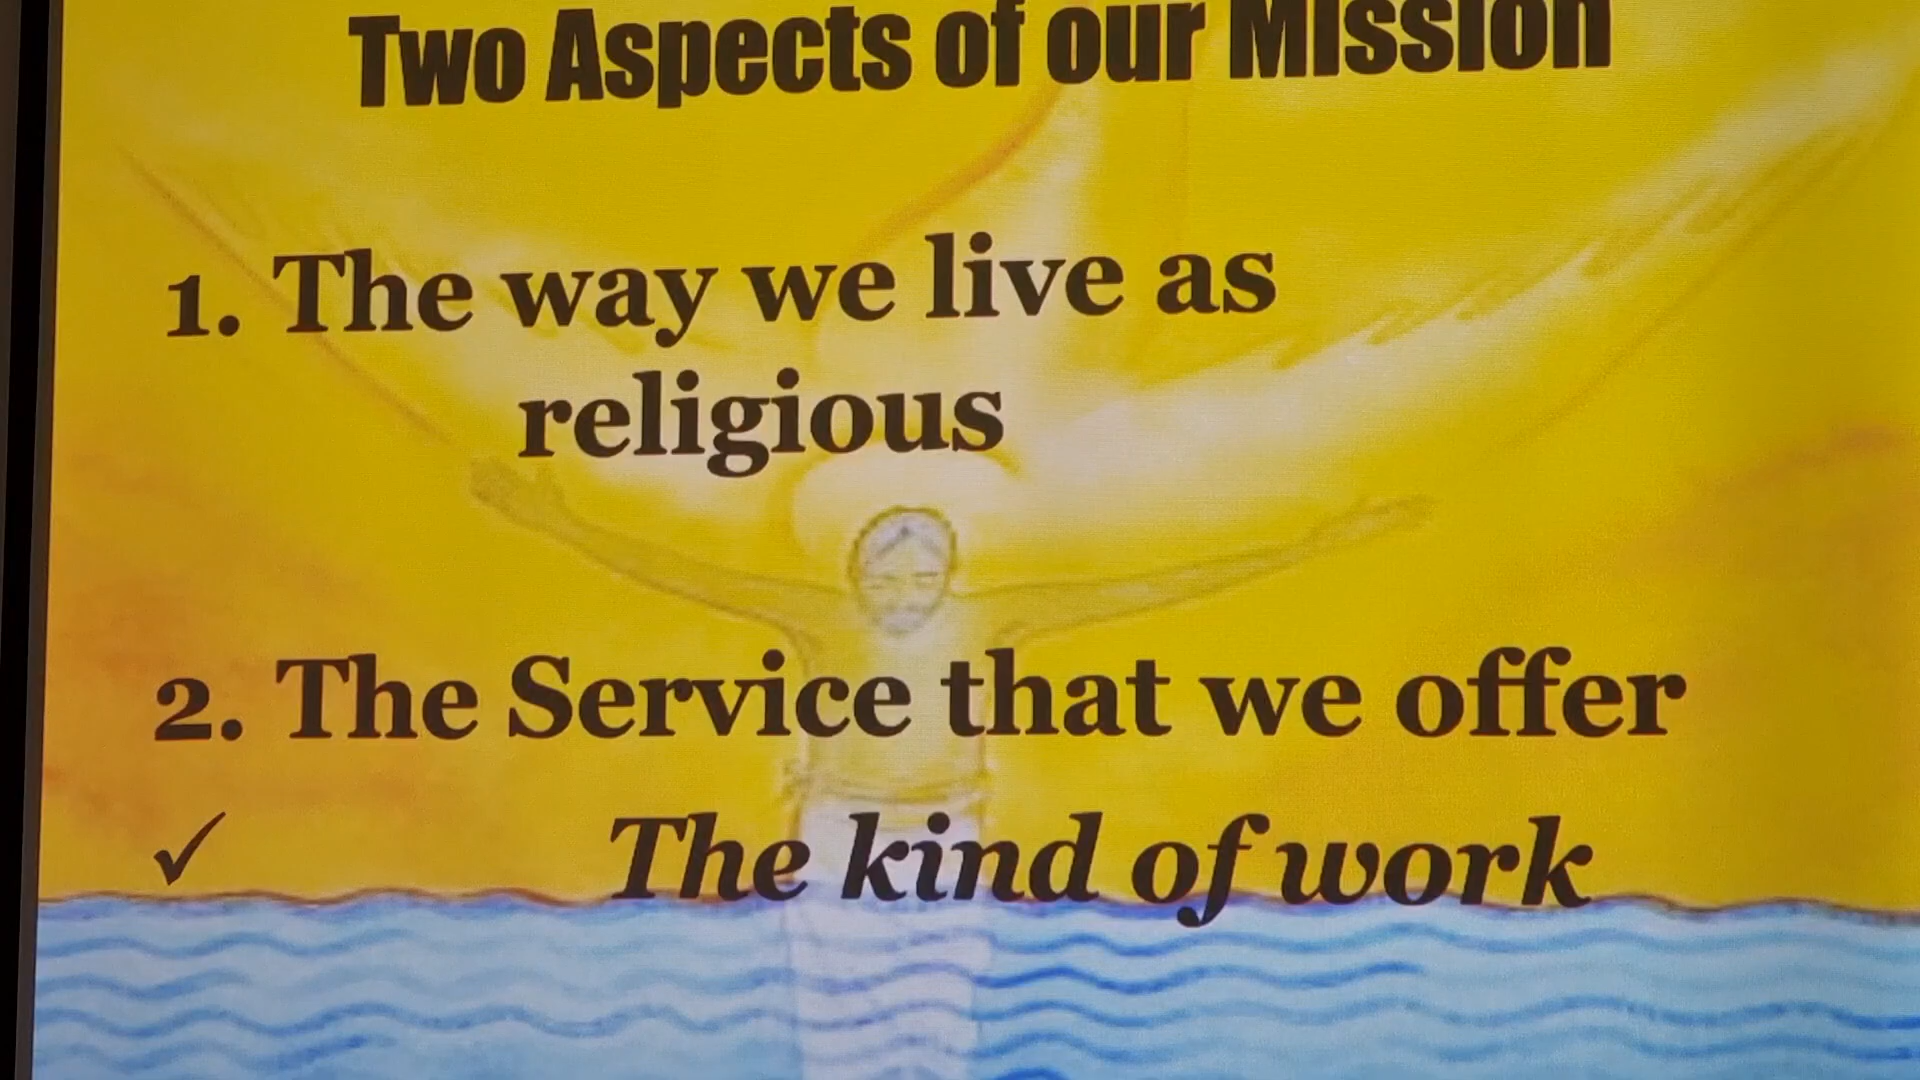 Two Aspects of our Mission
1. The way we live as
religious
2. The Service that we offer
✓ The kind of work